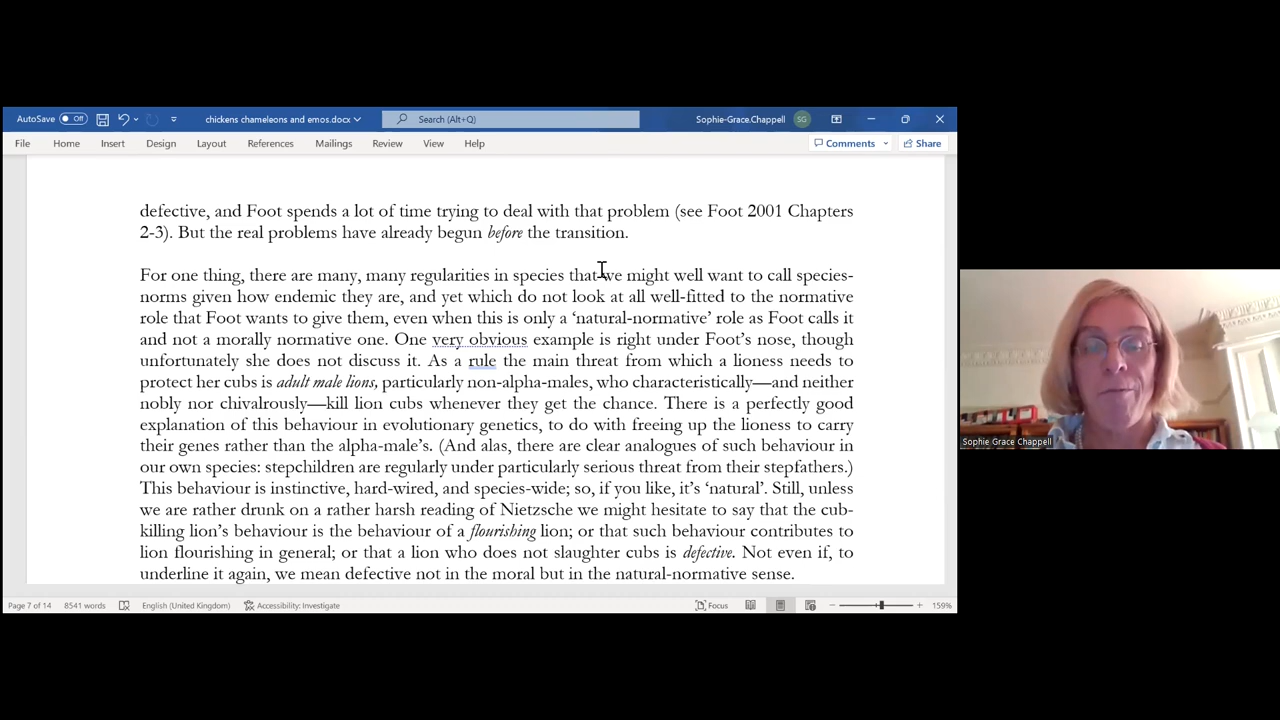 AutoSave Off chickens chameleons and emos.docx Search (Alt+Q) Sophie-Grace.Chappell SG
File Home Insert Design Layout References Mailings Review View Help Comments Share
defective, and Foot spends a lot of time trying to deal with that problem (see Foot 2001 Chapters
2-3). But the real problems have already begun before the transition.
For one thing, there are many, many regularities in species that we might well want to call species-
norms given how endemic they are, and yet which do not look at all well-fitted to the normative
role that Foot wants to give them, even when this is only a ‘natural-normative’ role as Foot calls it
and not a morally normative one. One very obvious example is right under Foot’s nose, though
unfortunately she does not discuss it. As a rule the main threat from which a lioness needs to
protect her cubs is adult male lions, particularly non-alpha-males, who characteristically—and neither
nobly nor chivalrously—kill lion cubs whenever they get the chance. There is a perfectly good
explanation of this behaviour in evolutionary genetics, to do with freeing up the lioness to carry
their genes rather than the alpha-male’s. (And alas, there are clear analogues of such behaviour in
our own species: stepchildren are regularly under particularly serious threat from their stepfathers.)
This behaviour is instinctive, hard-wired, and species-wide; so, if you like, it’s ‘natural’. Still, unless
we are rather drunk on a rather harsh reading of Nietzsche we might hesitate to say that the cub-
killing lion’s behaviour is the behaviour of a flourishing lion; or that such behaviour contributes to
lion flourishing in general; or that a lion who does not slaughter cubs is defective. Not even if, to
underline it again, we mean defective not in the moral but in the natural-normative sense.
Page 7 of 14 8541 words English (United Kingdom) Accessibility: Investigate Focus 159%
Sophie Grace Chappell